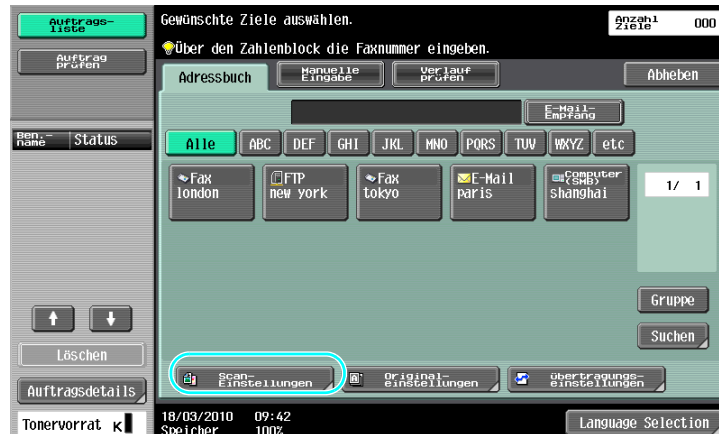 Auftrags-
liste
Auftrag
prüfen
Ben.-
name
Status
Löschen
Auftragsdetails
Tonervorrat K
Gewünschte Ziele auswählen.
Anzahl
Ziele
000
Über den Zahlenblock die Faxnummer eingeben.
Adressbuch
Manuelle
Eingabe
Verlauf
prüfen
Abheben
E-Mail-
Empfang
Alle ABC DEF GHI JKL MNO PQRS TUV WXYZ etc
Fax
london
FTP
new york
Fax
tokyo
E-Mail
paris
Computer
(SMB)
shanghai
1/ 1
Gruppe
Suchen
Scan-
Einstellungen
Original-
einstellungen
übertragungs-
einstellungen
18/03/2010 09:42
Speicher 100%
Language Selection